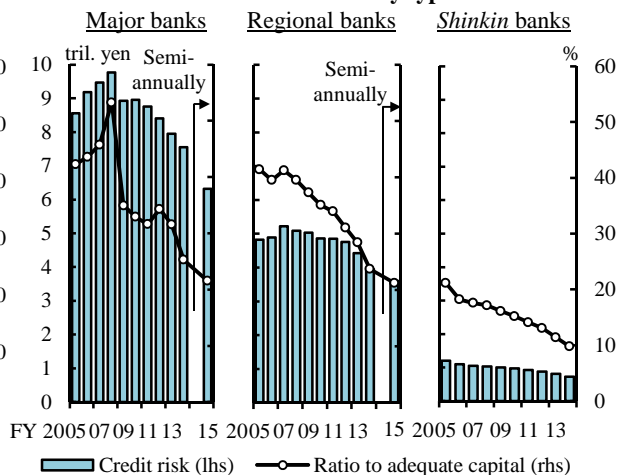 Major banks Regional banks Shinkin banks
tril. yen
%
Semi-
annually
Semi-
annually
10
9
8
7
6
5
4
3
2
1
0
60
50
40
30
20
10
0
FY 2005 07 09 11 13 15 2005 07 09 11 13 15 2005 07 09 11 13
Credit risk (lhs) Ratio to adequate capital (rhs)